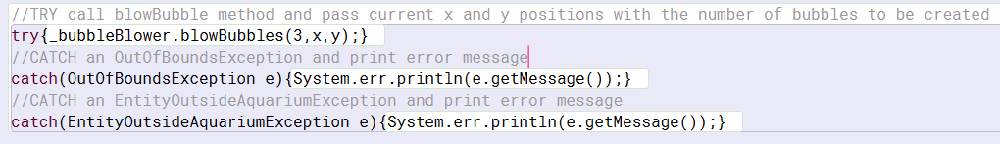 //TRY call blowBubble method and pass current x and y positions with the number of bubbles to be created
try{_bubbleBlower.blowBubbles(3,x,y);}
//CATCH an OutOfBoundsException and print error message
catch(OutOfBoundsException e){System.err.println(e.getMessage());}
//CATCH an EntityOutsideAquariumException and print error message
catch(EntityOutsideAquariumException e){System.err.println(e.getMessage());}